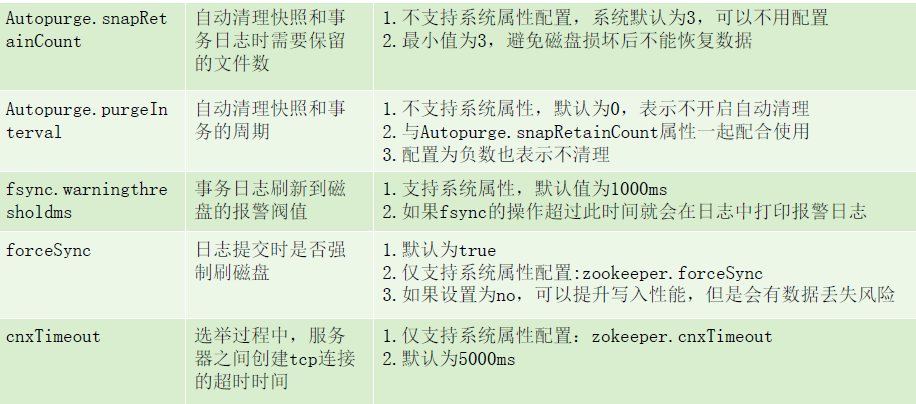 Autopurge.snapRet
ainCount
自动清理快照和事
务日志时需要保留
的文件数
1.不支持系统属性配置，系统默认为3，可以不用配置
2.最小值为3，避免磁盘损坏后不能恢复数据
Autopurge.purgeIn
terval
自动清理快照和事
务的周期
1.不支持系统属性，默认为0，表示不开启自动清理
2.与Autopurge.snapRetainCount属性一起配合使用
3.配置为负数也表示不清理
fsync.warningthre
sholdms
事务日志刷新到磁
盘的报警阀值
1.支持系统属性，默认值为1000ms
2.如果fsync的操作超过此时间就会在日志中打印报警日志
forceSync
日志提交时是否强
制刷磁盘
1.默认为true
2.仅支持系统属性配置:zookeeper.forceSync
3.如果设置为no，可以提升写入性能，但是会有数据丢失风险
cnxTimeout
选举过程中，服务
器之间创建tcp连接
的超时时间
1.仅支持系统属性配置：zokeeper.cnxTimeout
2.默认为5000ms